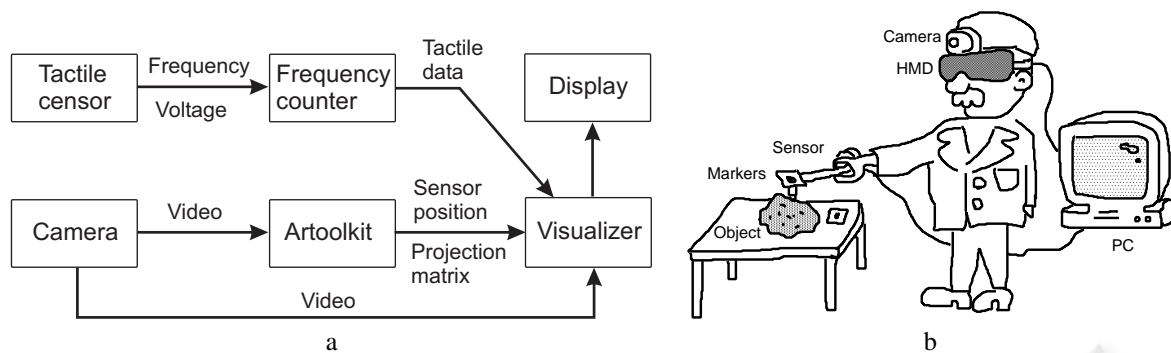 Tactile
censor
Frequency
Voltage
Frequency
counter
Tactile
data
Display
Camera
Video
Artoolkit
Sensor
position
Projection
matrix
Visualizer
Video
a
Camera
HMD
Sensor
Markers
Object
PC
b